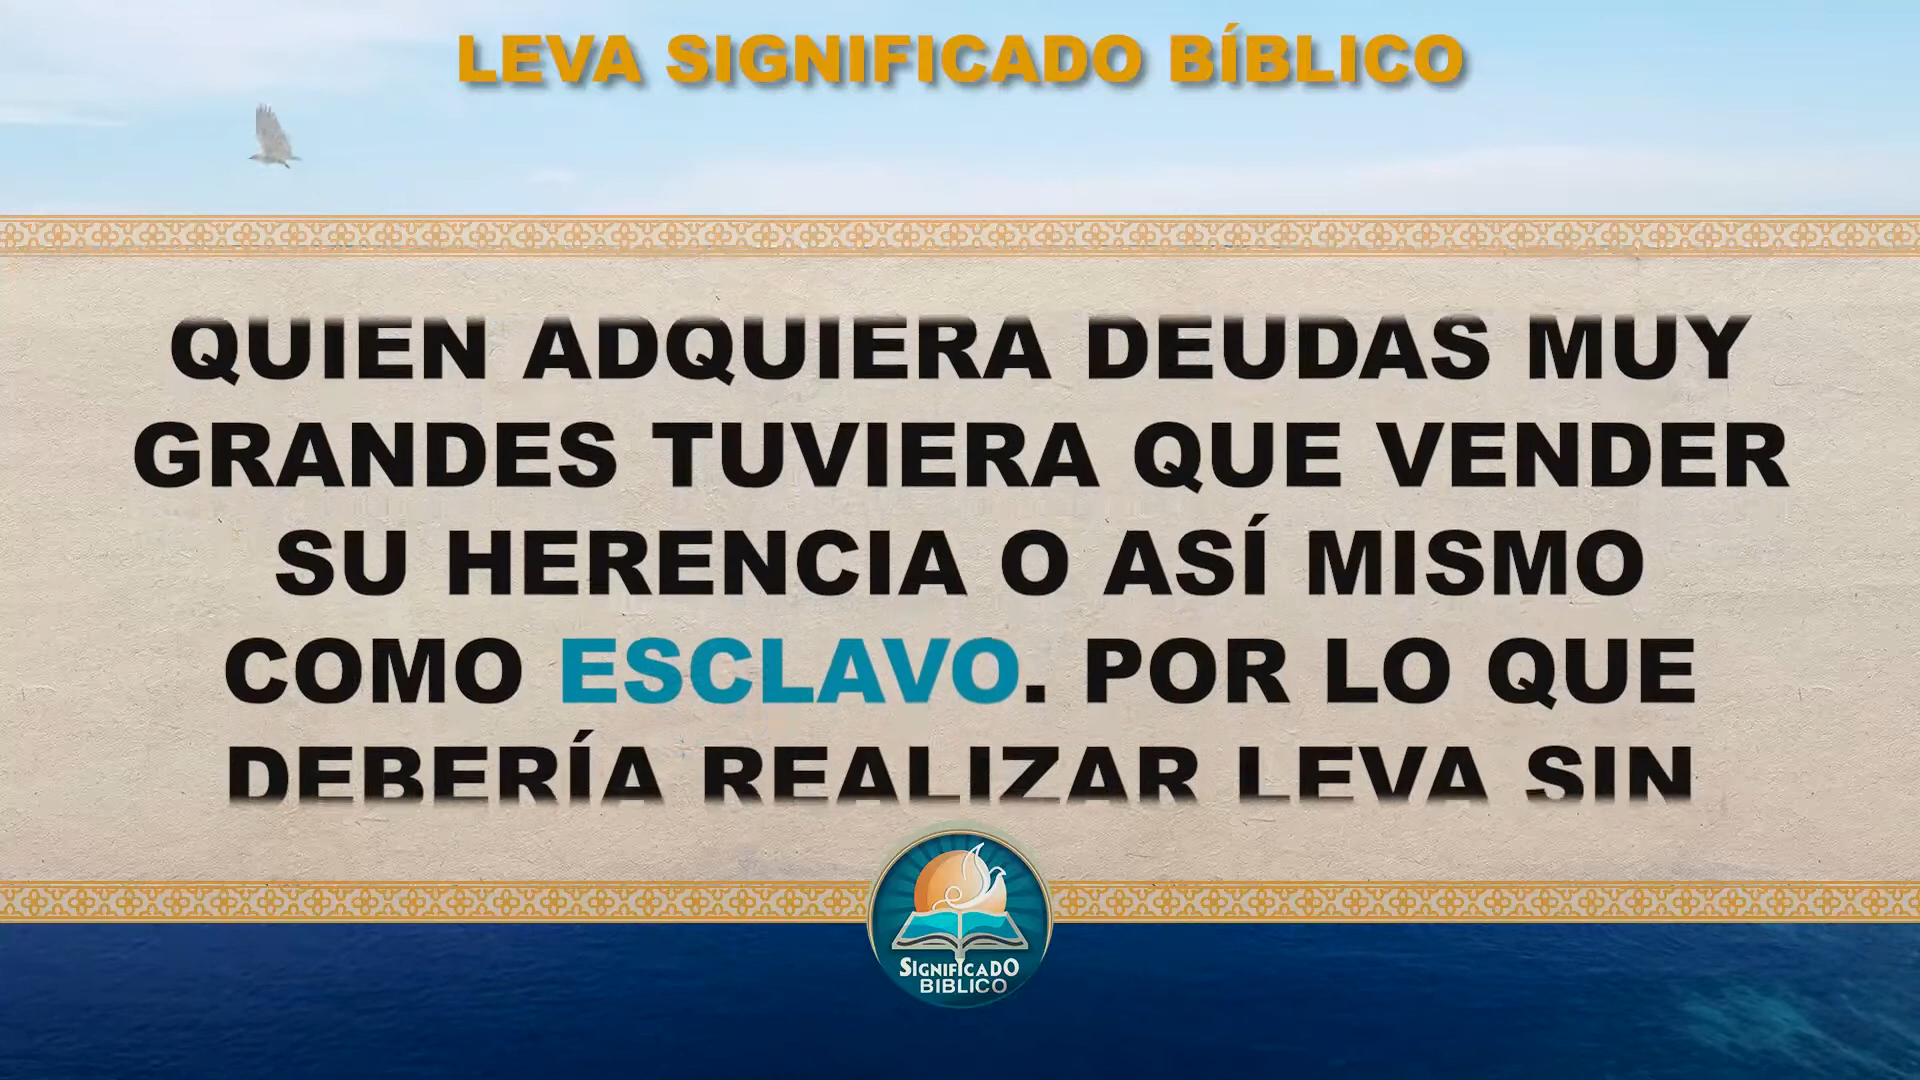 LEVA SIGNIFICADO BÍBLICO
QUIEN ADQUIERA DEUDAS MUY
GRANDES TUVIERA QUE VENDER
SU HERENCIA O ASÍ MISMO
COMO ESCLAVO. POR LO QUE
DEBERÍA REALIZAR LEVA SIN
SIGNIFICADO
BIBLICO